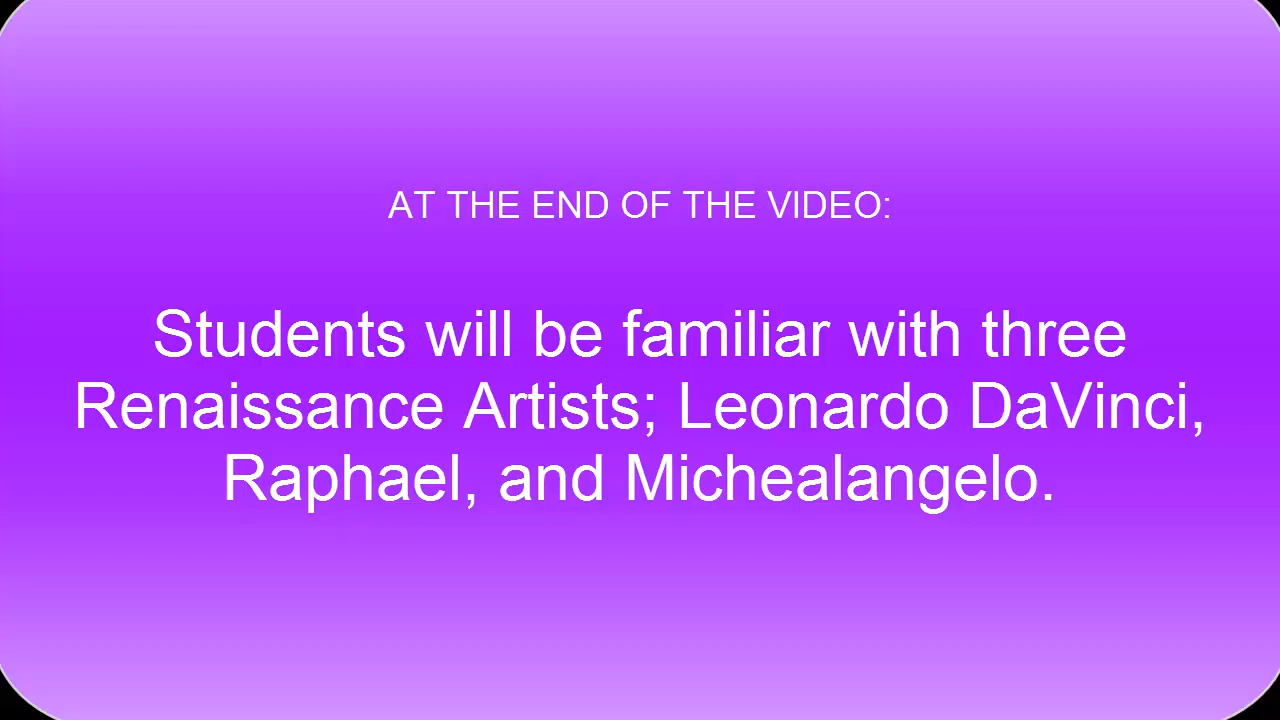 AT THE END OF THE VIDEO:
Students will be familiar with three
Renaissance Artists; Leonardo DaVinci,
Raphael, and Michealangelo.